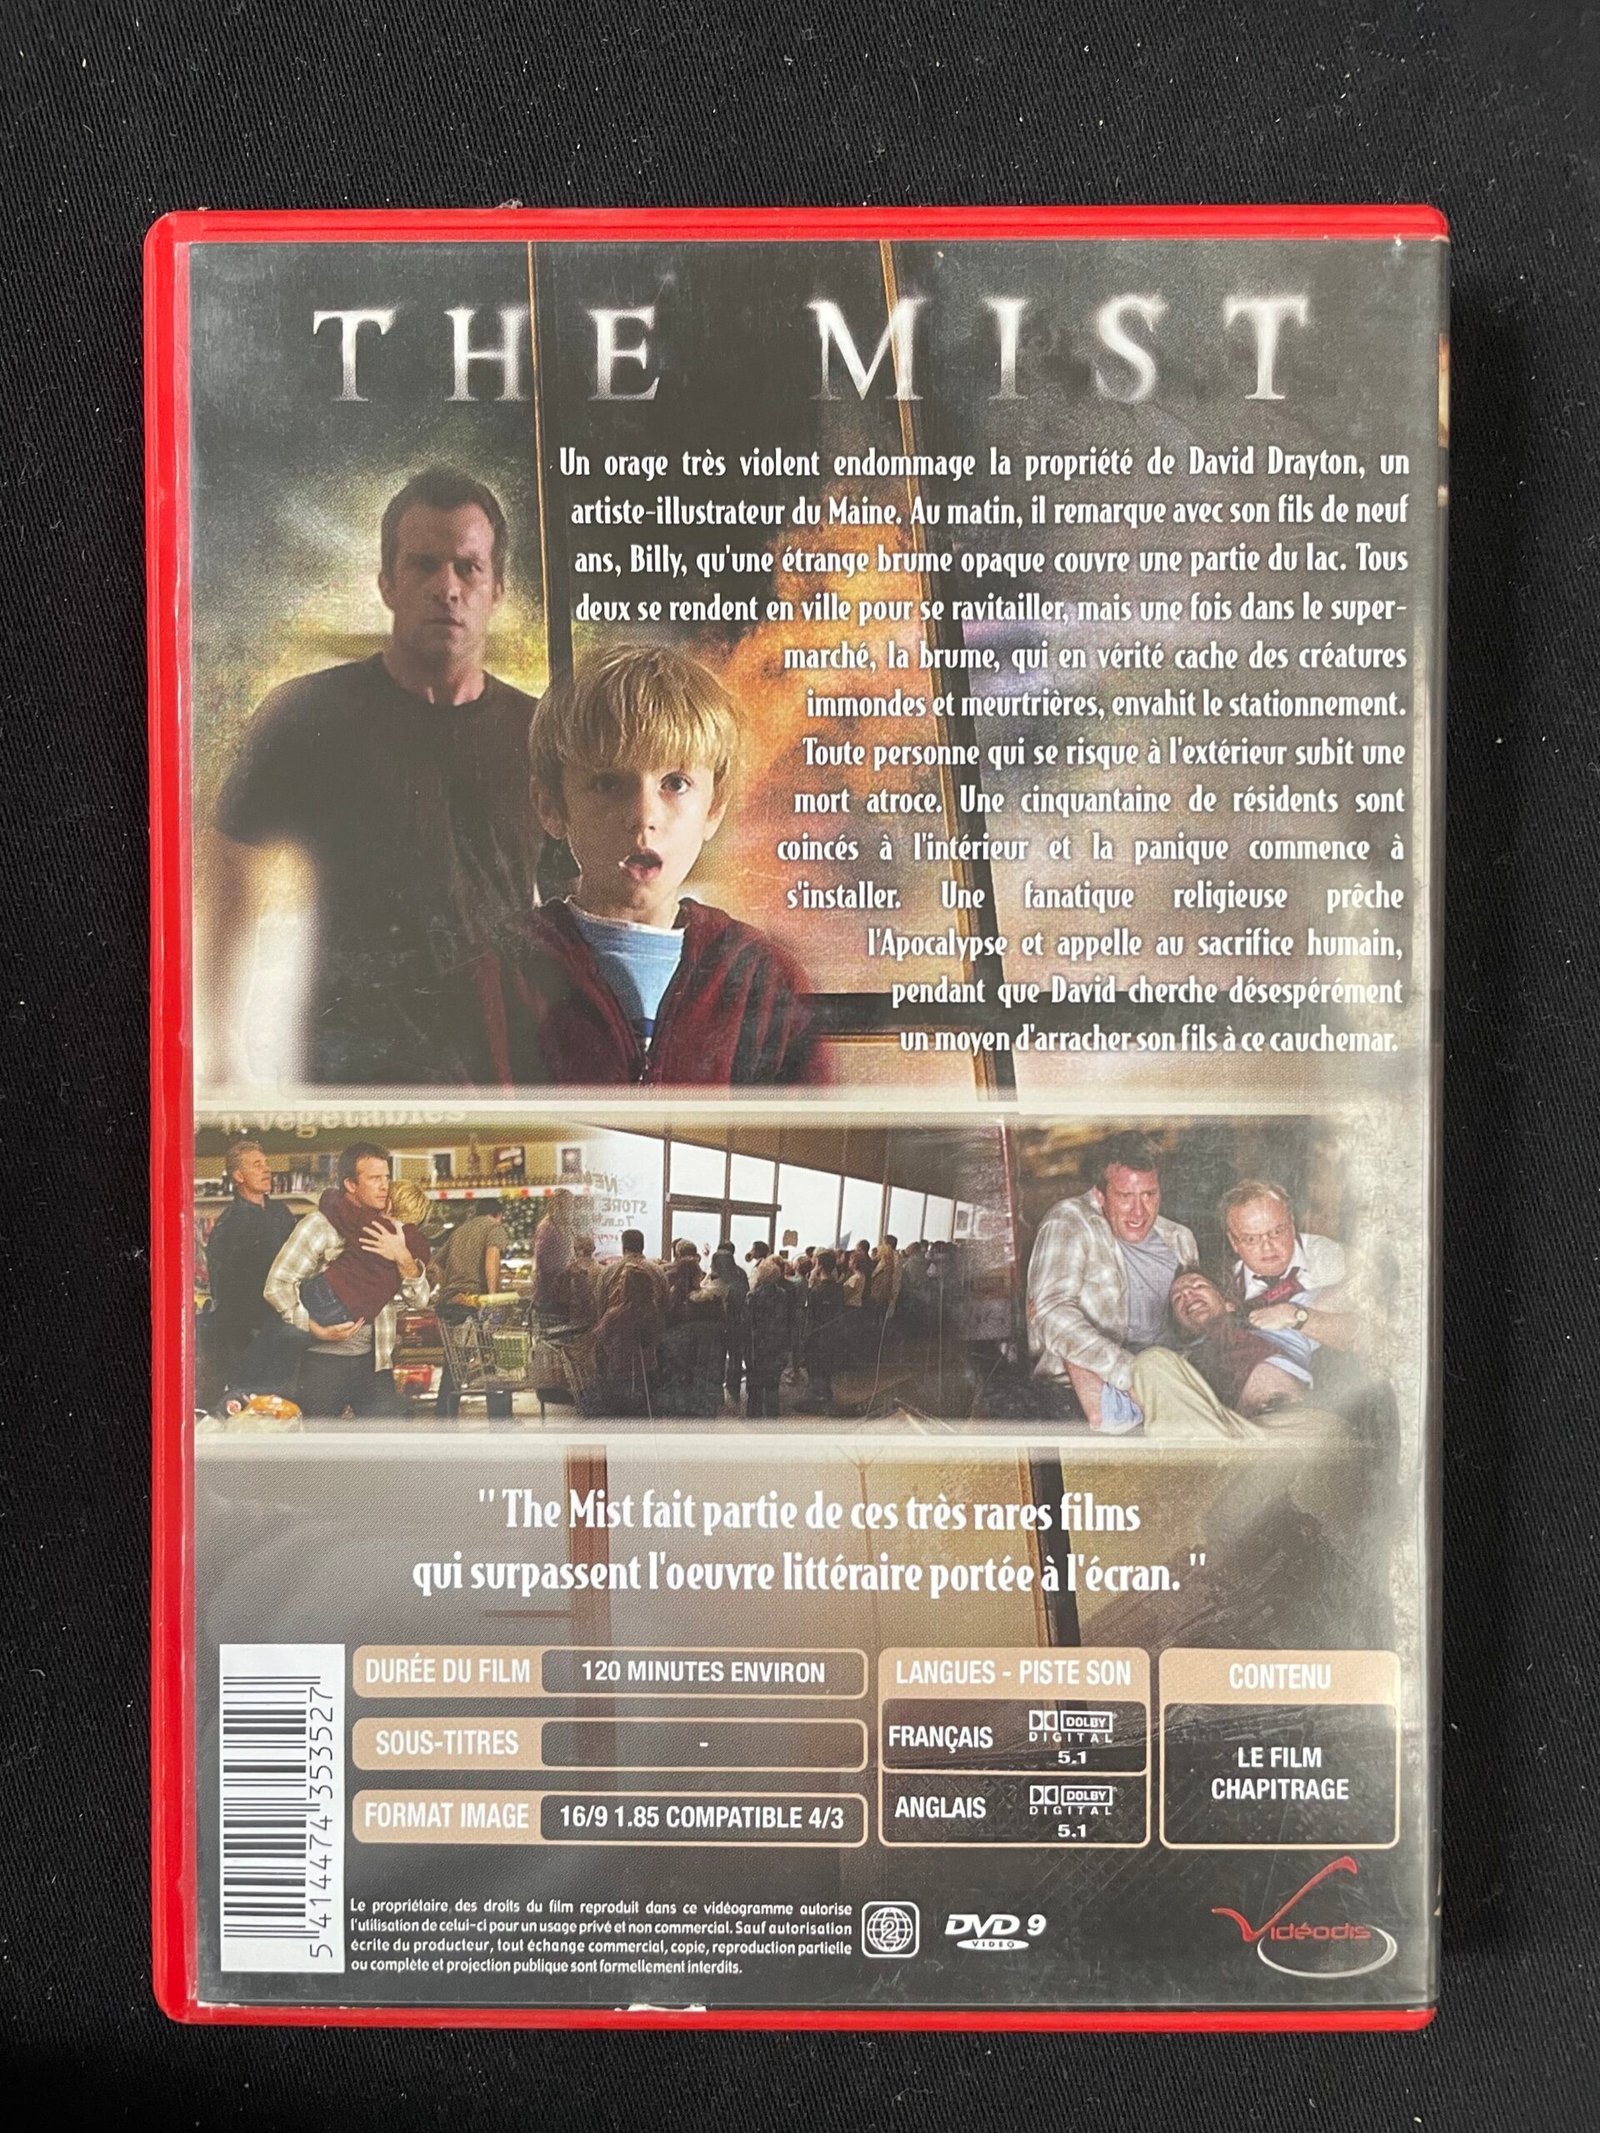 THE MIST
Un orage très violent endommage la propriété de David Drayton, un
artiste-illustrateur du Maine. Au matin, il remarque avec son fils de neuf
ans, Billy, qu'une étrange brume opaque couvre une partie du lac. Tous
deux se rendent en ville pour se ravitailler, mais une fois dans le super-
marché, la brume, qui en vérité cache des créatures
immondes et meurtrières, envahit le stationnement.
Toute personne qui se risque à l'extérieur subit une
mort atroce. Une cinquantaine de résidents sont
coincés à l'intérieur et la panique commence à
s'installer. Une fanatique religieuse prêche
l'Apocalypse et appelle au sacrifice humain,
pendant que David cherche désespérément
un moyen d'arracher son fils à ce cauchemar.
vegetables
STORE
" The Mist fait partie de ces très rares films
qui surpassent l'oeuvre littéraire portée à l'écran. "
DURÉE DU FILM 120 MINUTES ENVIRON
SOUS-TITRES -
FORMAT IMAGE 16/9 1.85 COMPATIBLE 4/3
LANGUES - PISTE SON
FRANÇAIS DOLBY DIGITAL 5.1
ANGLAIS DOLBY DIGITAL 5.1
CONTENU
LE FILM
CHAPITRAGE
5 414474 353527
Le propriétaire des droits du film reproduit dans ce vidéogramme autorise
l'utilisation de celui-ci pour un usage privé et non commercial. Sauf autorisation
écrite du producteur, tout échange commercial, copie, reproduction partielle
ou complète et projection publique sont formellement interdits.
2
DVD 9
VIDEO
Vidéodis